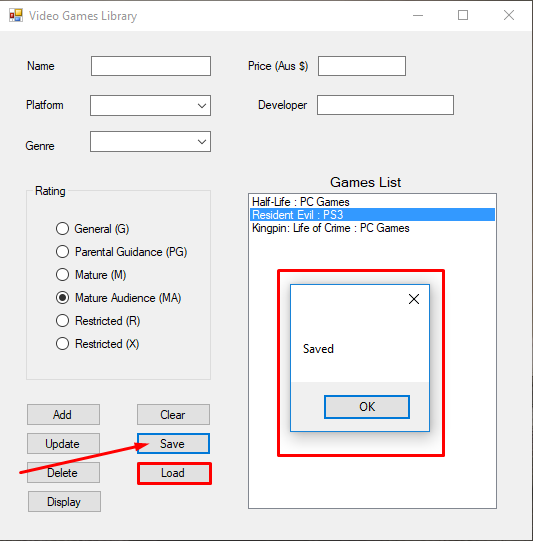 Video Games Library
Name
Price (Aus $)
Platform
Developer
Genre
Games List
Rating
General (G)
Parental Guidance (PG)
Mature (M)
Mature Audience (MA)
Restricted (R)
Restricted (X)
Half-Life : PC Games
Resident Evil : PS3
Kingpin: Life of Crime : PC Games
Saved
OK
Add
Clear
Update
Save
Delete
Load
Display